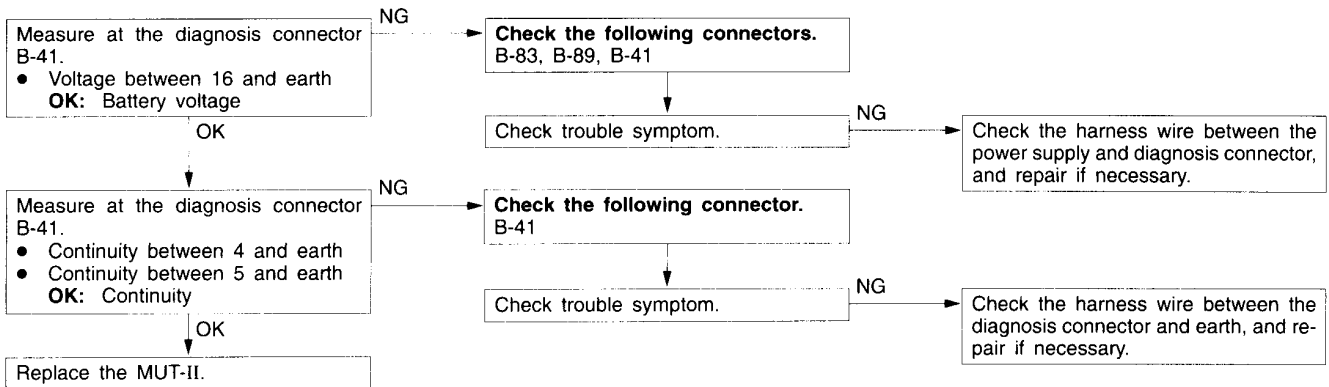 Measure at the diagnosis connector
B-41.
● Voltage between 16 and earth
OK: Battery voltage
NG
Check the following connectors.
B-83, B-89, B-41
OK
Check trouble symptom.
NG
Check the harness wire between the
power supply and diagnosis connector,
and repair if necessary.
Measure at the diagnosis connector
B-41.
● Continuity between 4 and earth
● Continuity between 5 and earth
OK: Continuity
NG
Check the following connector.
B-41
Check trouble symptom.
NG
Check the harness wire between the
diagnosis connector and earth, and re-
pair if necessary.
OK
Replace the MUT-II.